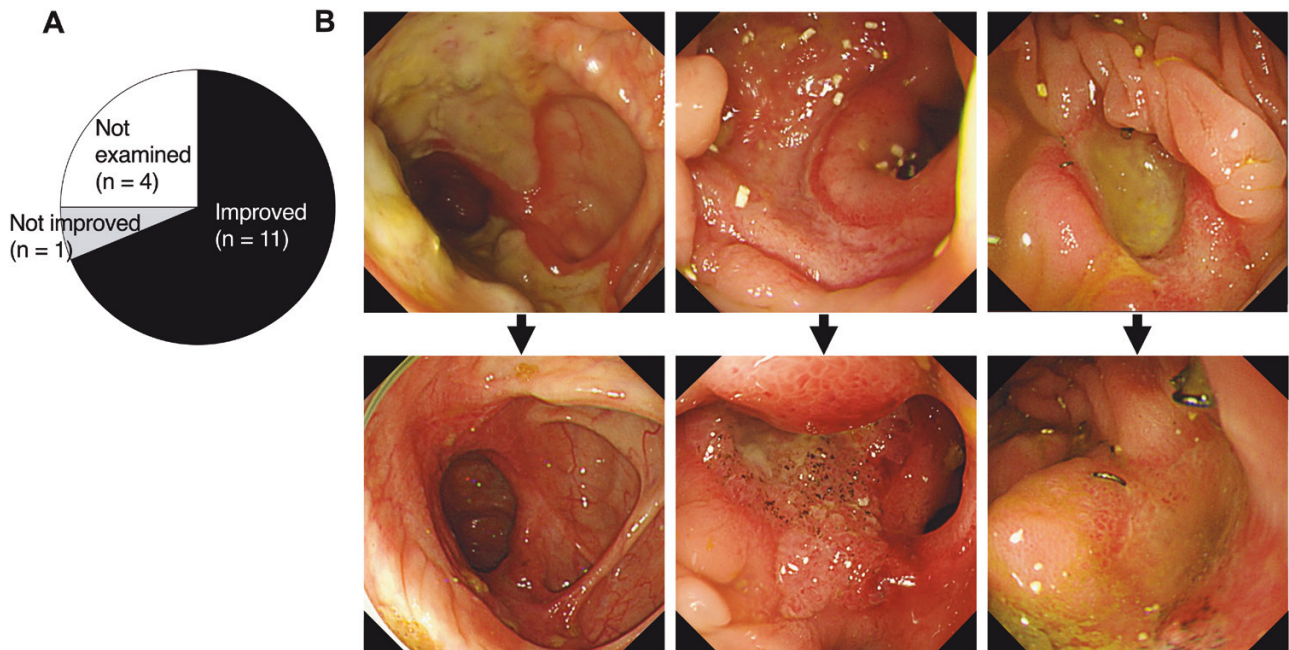 A
B
Not
examined
(n = 4)
Not improved
(n = 1)
Improved
(n = 11)